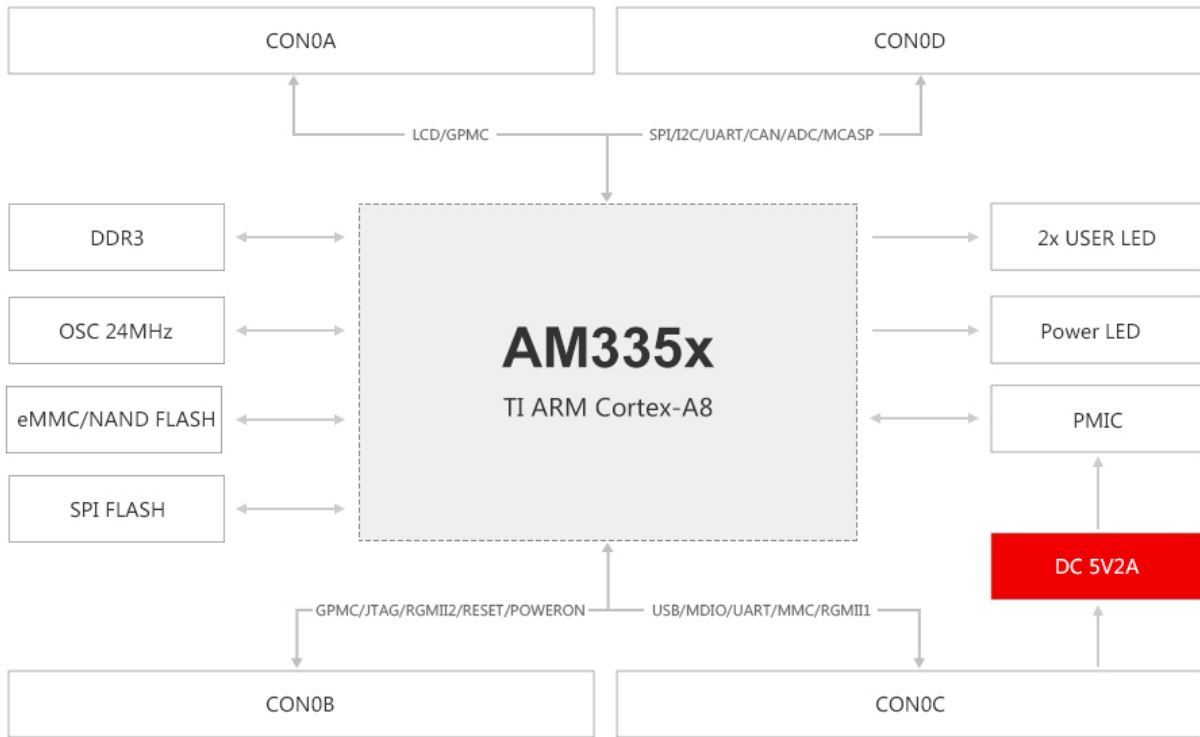 CON0A
CON0D
LCD/GPMC
SPI/I2C/UART/CAN/ADC/MCASP
DDR3
2x USER LED
OSC 24MHz
AM335x
Power LED
TI ARM Cortex-A8
eMMC/NAND FLASH
PMIC
SPI FLASH
DC 5V2A
GPMC/JTAG/RGMII2/RESET/POWERON
USB/MDIO/UART/MMC/RGMII1
CON0B
CON0C